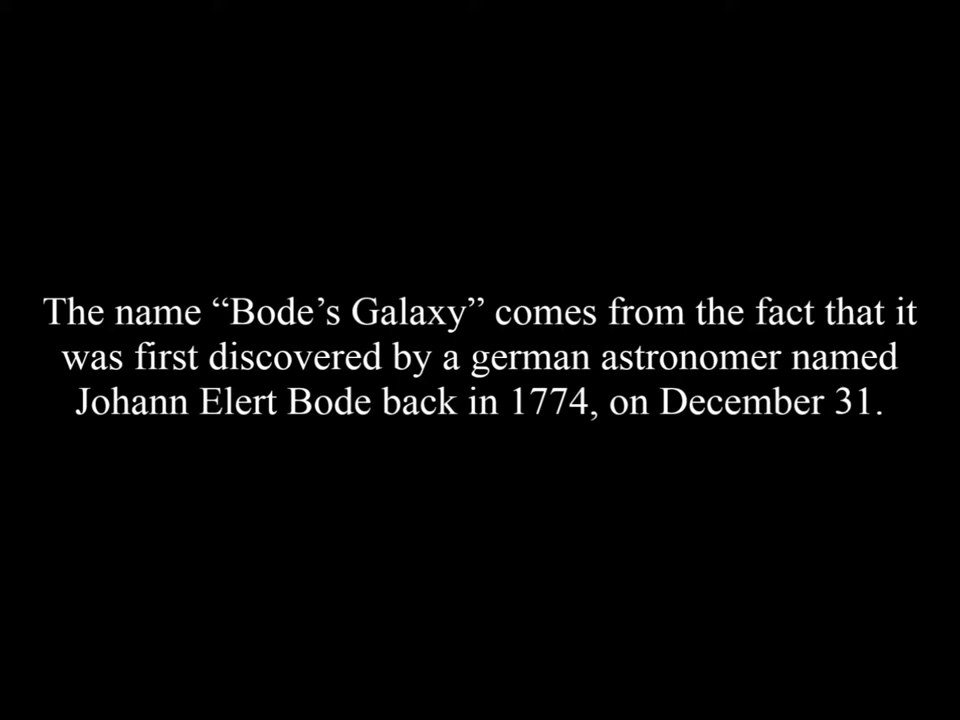 The name “Bode’s Galaxy” comes from the fact that it
was first discovered by a german astronomer named
Johann Elert Bode back in 1774, on December 31.